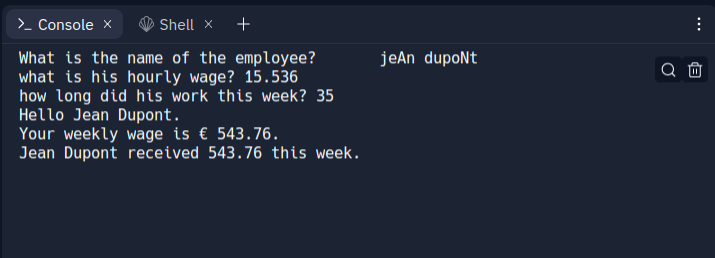 Console × Shell × +
What is the name of the employee?       jeAn dupoNt
what is his hourly wage? 15.536
how long did his work this week? 35
Hello Jean Dupont.
Your weekly wage is € 543.76.
Jean Dupont received 543.76 this week.